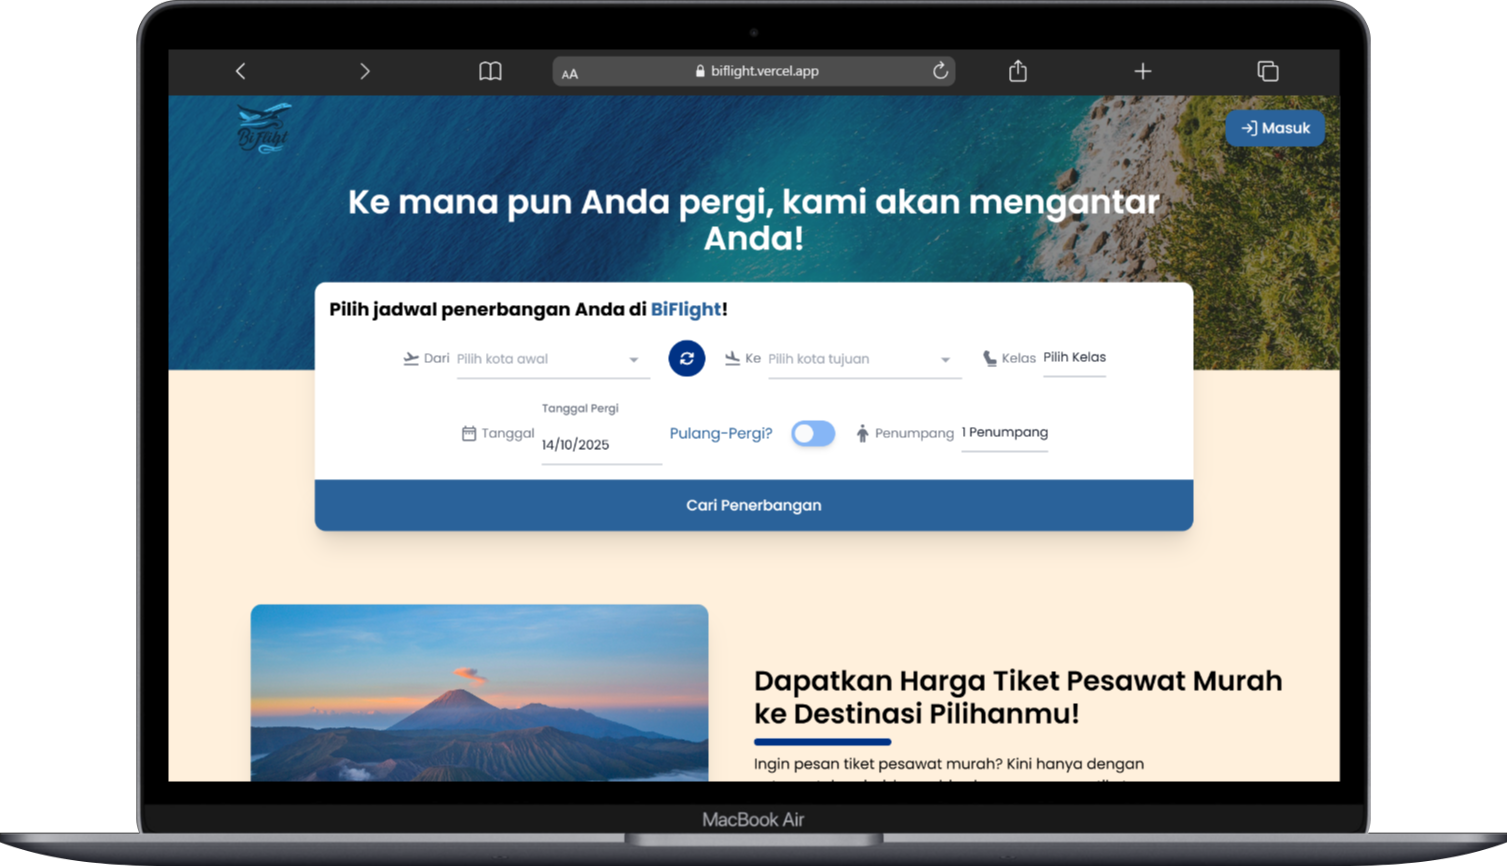 AA
biflight.vercel.app
BiFlight
Masuk
Ke mana pun Anda pergi, kami akan mengantar
Anda!
Pilih jadwal penerbangan Anda di BiFlight!
Dari Pilih kota awal
Ke Pilih kota tujuan
Kelas Pilih Kelas
Tanggal Pergi
Tanggal 14/10/2025
Pulang-Pergi?
Penumpang 1 Penumpang
Cari Penerbangan
Dapatkan Harga Tiket Pesawat Murah
ke Destinasi Pilihanmu!
Ingin pesan tiket pesawat murah? Kini hanya dengan
MacBook Air